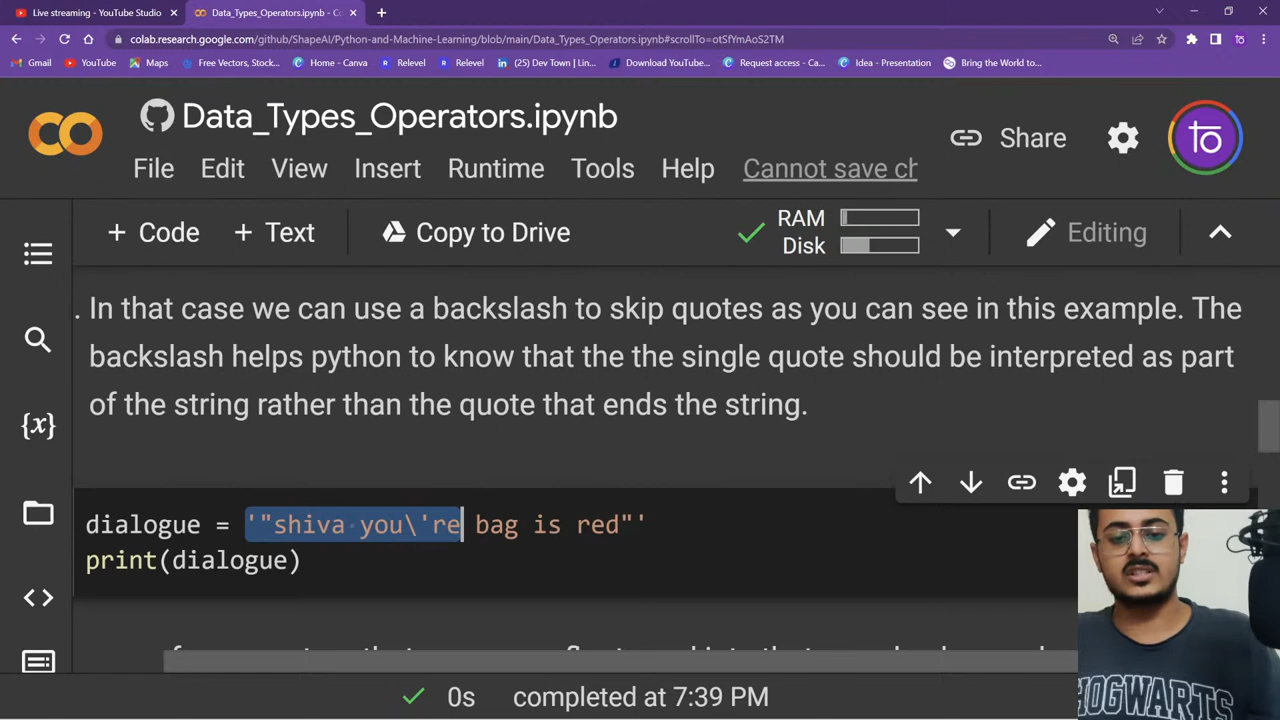 Live streaming - YouTube Studio
Data_Types_Operators.ipynb - Co
colab.research.google.com/github/ShapeAI/Python-and-Machine-Learning/blob/main/Data_Types_Operators.ipynb#scrollTo=otSfYmAoS2TM
Gmail YouTube Maps Free Vectors, Stock... Home - Canva Relevel Relevel (25) Dev Town | Lin... Download YouTube... Request access - Ca... Idea - Presentation Bring the World to...
Data_Types_Operators.ipynb
Share
File Edit View Insert Runtime Tools Help Cannot save ch
+ Code + Text Copy to Drive
RAM
Disk
Editing
. In that case we can use a backslash to skip quotes as you can see in this example. The
backslash helps python to know that the the single quote should be interpreted as part
of the string rather than the quote that ends the string.
dialogue = '"shiva you\'re bag is red"'
print(dialogue)
0s completed at 7:39 PM
HOGWARTS